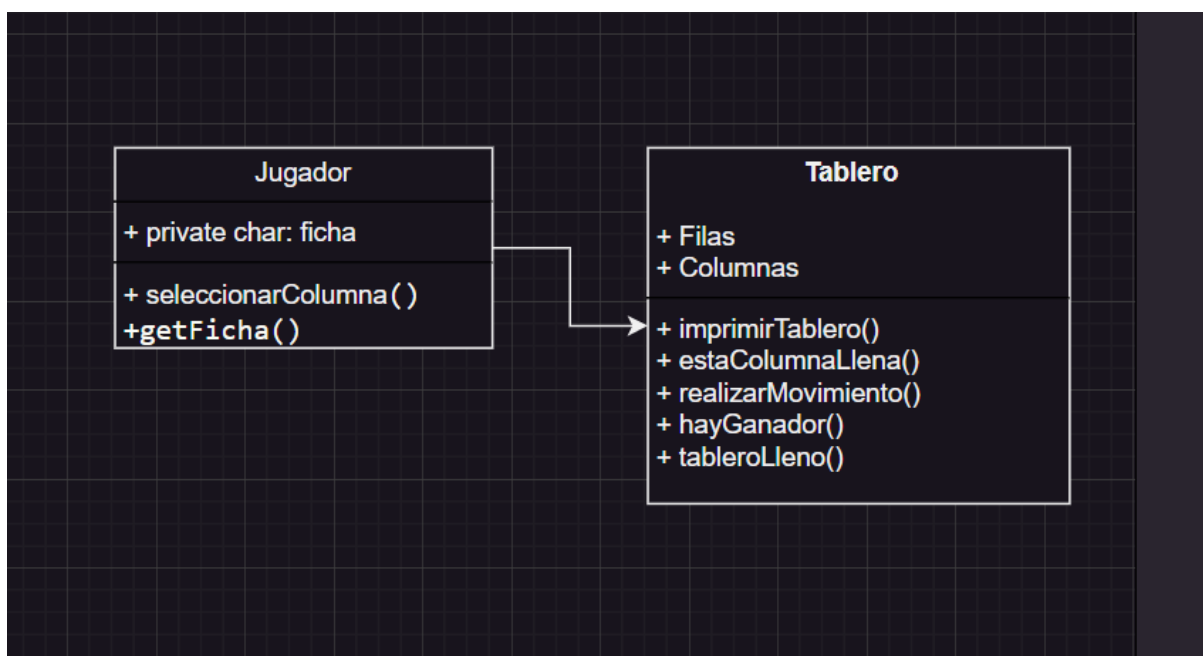 Jugador
+ private char: ficha
+ seleccionarColumna()
+getFicha()
Tablero
+ Filas
+ Columnas
+ imprimirTablero()
+ estaColumnaLlena()
+ realizarMovimiento()
+ hayGanador()
+ tableroLleno()